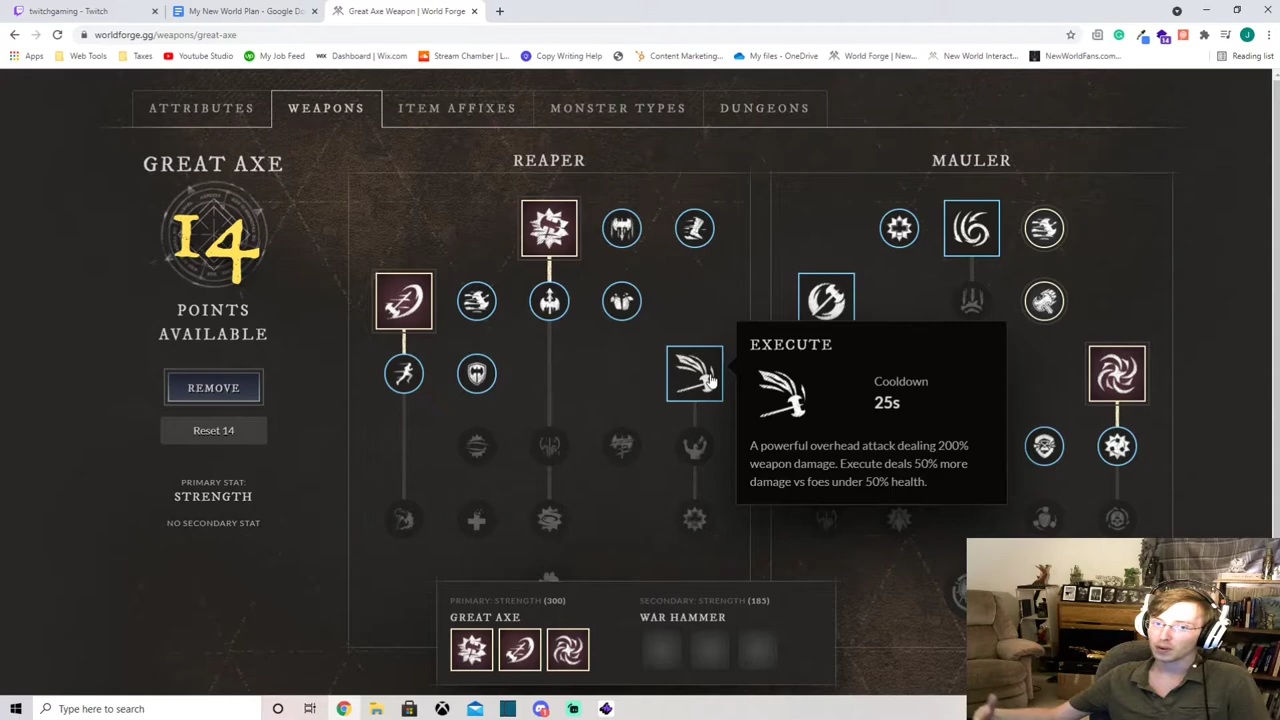 twitchgaming - Twitch
My New World Plan - Google Do
Great Axe Weapon | World Forge
worldforge.gg/weapons/great-axe
Apps
Web Tools
Taxes
Youtube Studio
My Job Feed
WIX Dashboard | Wix.com
Stream Chamber | L...
Copy Writing Help
Content Marketing...
My files - OneDrive
World Forge | New...
New World Interact...
NewWorldFans.com...
Reading list
ATTRIBUTES
WEAPONS
ITEM AFFIXES
MONSTER TYPES
DUNGEONS
GREAT AXE
14
POINTS
AVAILABLE
REMOVE
Reset 14
PRIMARY STAT:
STRENGTH
NO SECONDARY STAT
REAPER
MAULER
EXECUTE
Cooldown
25s
A powerful overhead attack dealing 200%
weapon damage. Execute deals 50% more
damage vs foes under 50% health.
PRIMARY: STRENGTH (300)
GREAT AXE
SECONDARY: STRENGTH (185)
WAR HAMMER
Type here to search